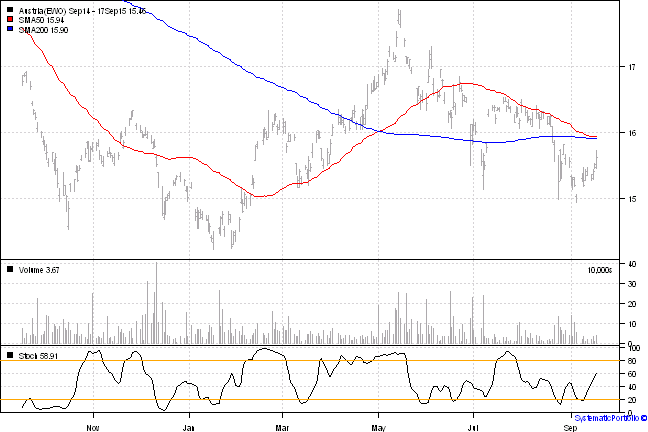 Austria(EWO) Sep14 - 17Sep15 15.46
SMA50 15.94
SMA200 15.90
17
16
15
Volume 3.67
10,000s
40
30
20
10
0
Stoch 58.91
100
80
60
40
20
0
Nov Jan Mar May Jul Sep
SystematicPortfolio ©